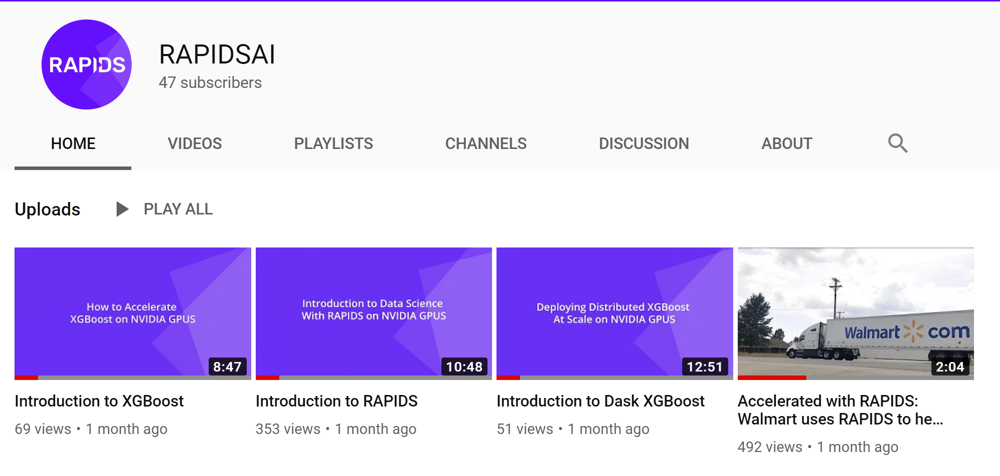 RAPIDS
RAPIDSAI
47 subscribers
HOME VIDEOS PLAYLISTS CHANNELS DISCUSSION ABOUT
Uploads PLAY ALL
How to Accelerate
XGBoost on NVIDIA GPUS
8:47
Introduction to Data Science
With RAPIDS on NVIDIA GPUS
10:48
Deploying Distributed XGBoost
At Scale on NVIDIA GPUS
12:51
Walmart com
2:04
Introduction to XGBoost
69 views • 1 month ago
Introduction to RAPIDS
353 views • 1 month ago
Introduction to Dask XGBoost
51 views • 1 month ago
Accelerated with RAPIDS:
Walmart uses RAPIDS to he...
492 views • 1 month ago